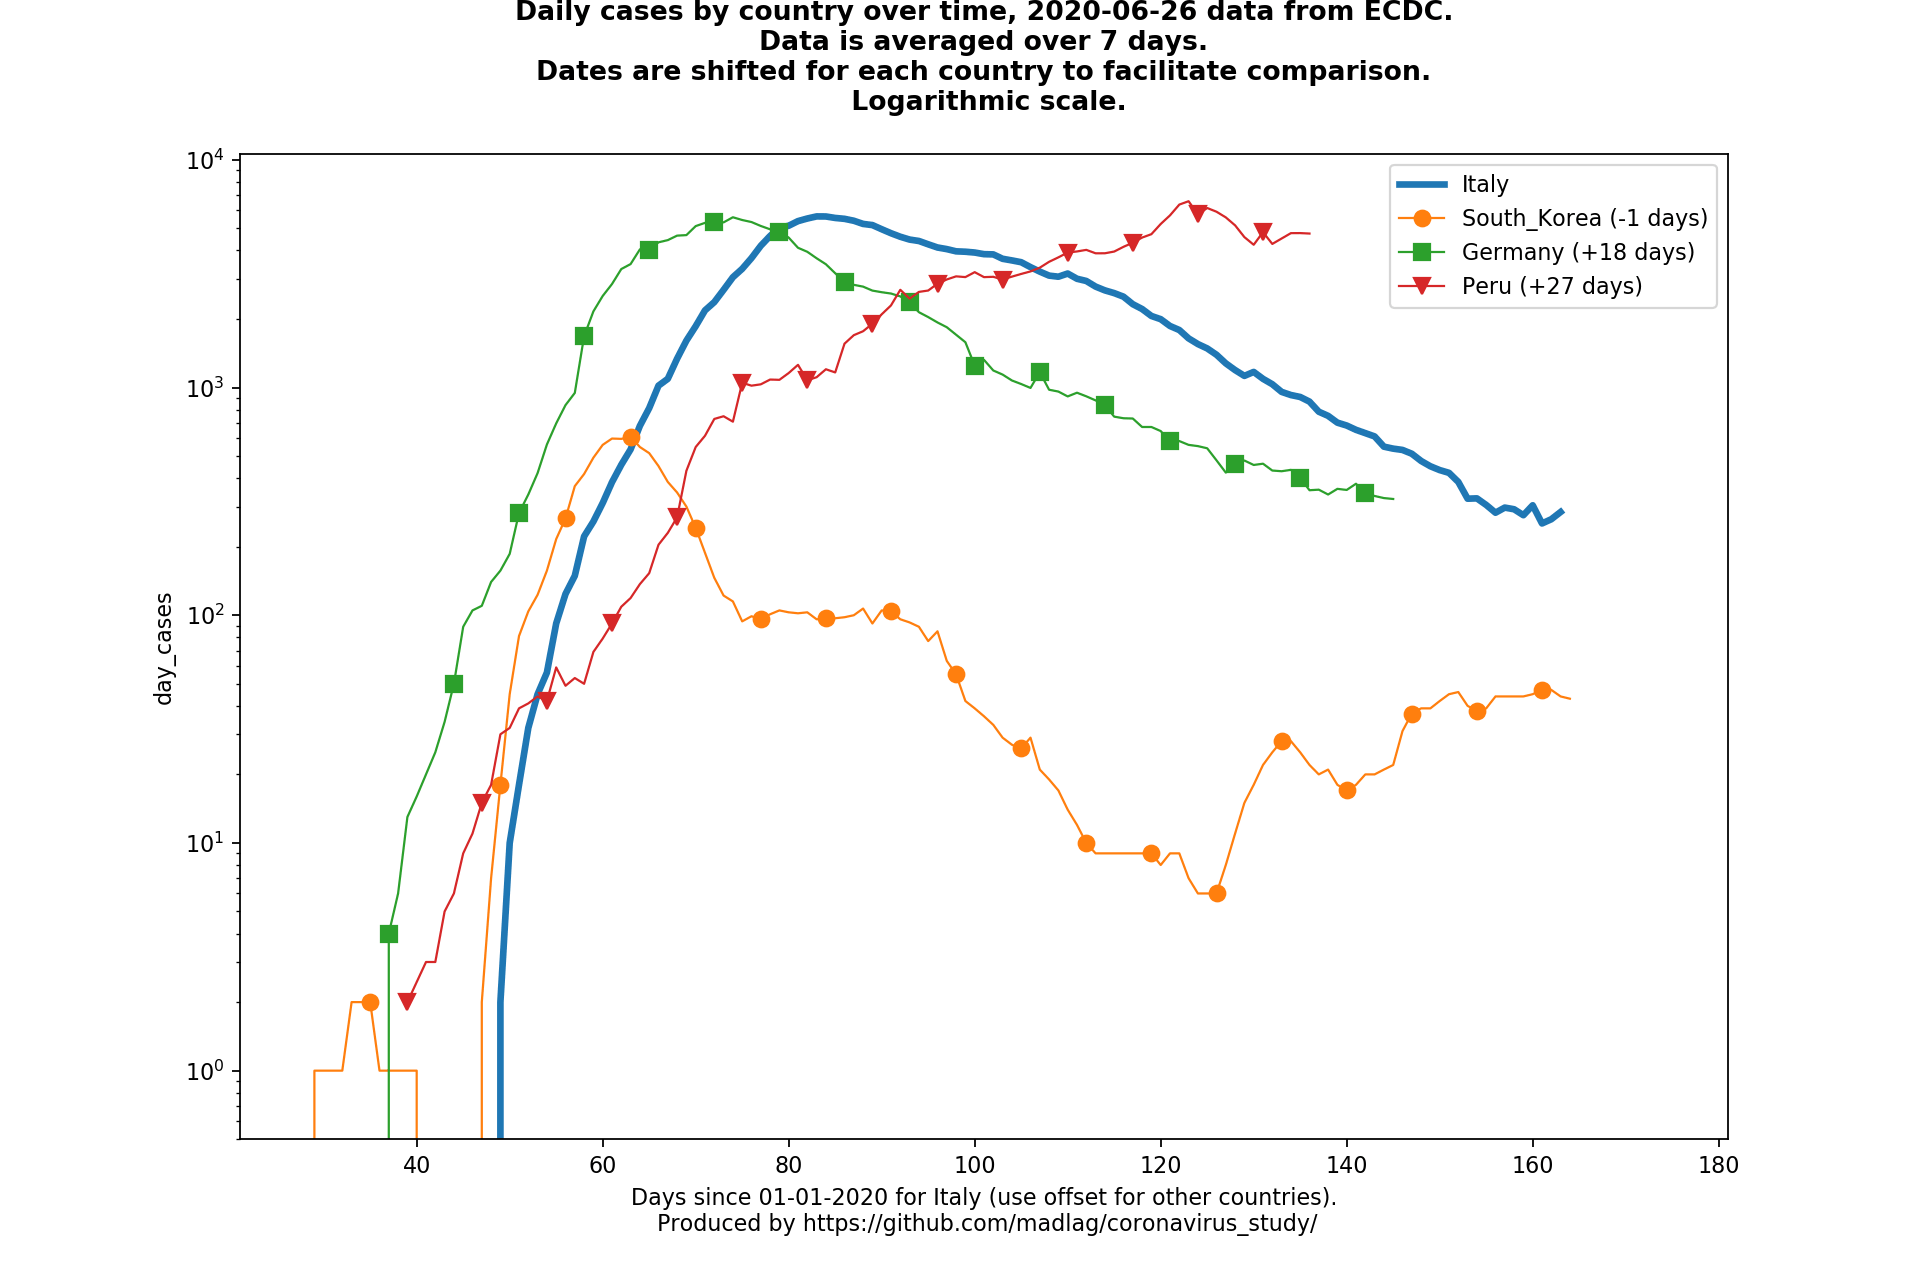 Daily cases by country over time, 2020-06-26 data from ECDC.
Data is averaged over 7 days.
Dates are shifted for each country to facilitate comparison.
Logarithmic scale.
10⁴
10³
10²
10¹
10⁰
day_cases
Italy
South_Korea (-1 days)
Germany (+18 days)
Peru (+27 days)
40 60 80 100 120 140 160 180
Days since 01-01-2020 for Italy (use offset for other countries).
Produced by https://github.com/madlag/coronavirus_study/